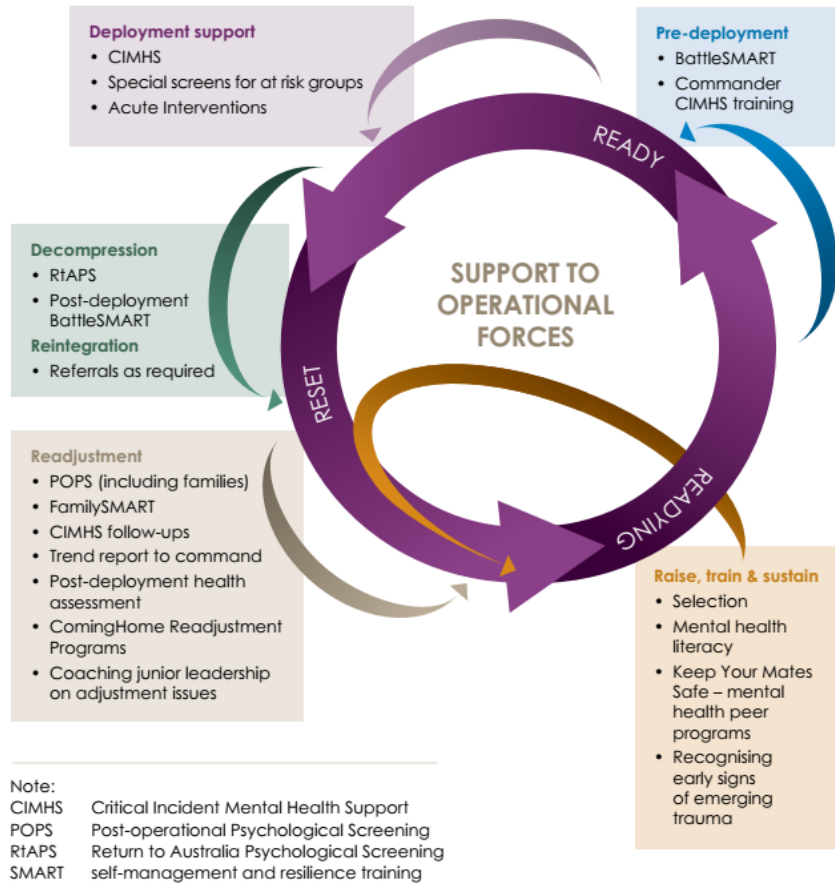 Deployment support
• CIMHS
• Special screens for at risk groups
• Acute Interventions
Pre-deployment
• BattleSMART
• Commander
CIMHS training
READY
Decompression
• RtAPS
• Post-deployment
BattleSMART
Reintegration
• Referrals as required
SUPPORT TO
OPERATIONAL
FORCES
RESET
READYING
Readjustment
• POPS (including families)
• FamilySMART
• CIMHS follow-ups
• Trend report to command
• Post-deployment health
assessment
• ComingHome Readjustment
Programs
• Coaching junior leadership
on adjustment issues
Raise, train & sustain
• Selection
• Mental health
literacy
• Keep Your Mates
Safe – mental
health peer
programs
• Recognising
early signs
of emerging
trauma
Note:
CIMHS Critical Incident Mental Health Support
POPS Post-operational Psychological Screening
RtAPS Return to Australia Psychological Screening
SMART self-management and resilience training